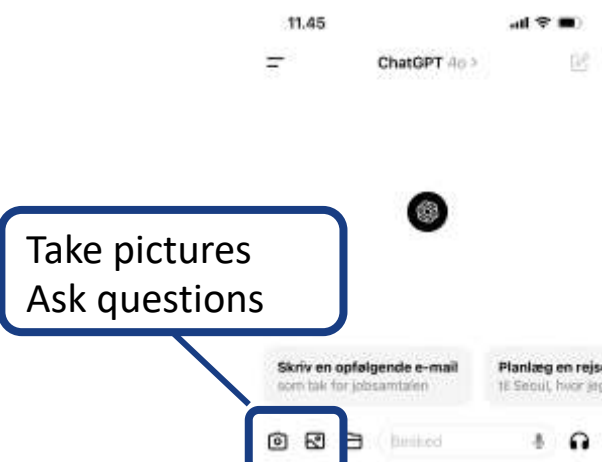 11.45
ChatGPT 4o >
Take pictures
Ask questions
Skriv en opfølgende e-mail
som tak for jobsamtalen
Planlæg en rejse
til Seoul, hvor jeg
Besked